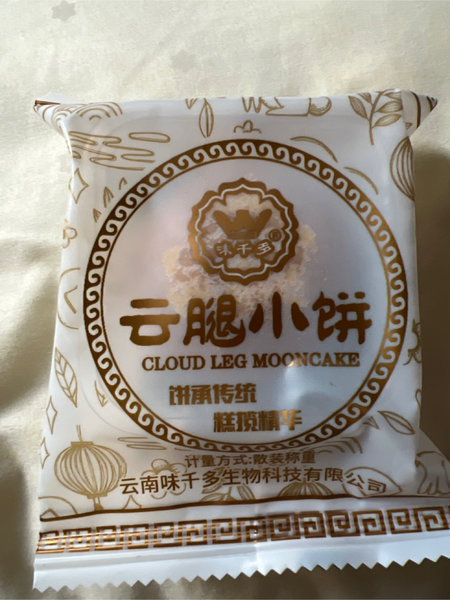 味千多®
云腿小饼
CLOUD LEG MOONCAKE
饼承传统
糕揽精华
计量方式:散装称重
云南味千多生物科技有限公司